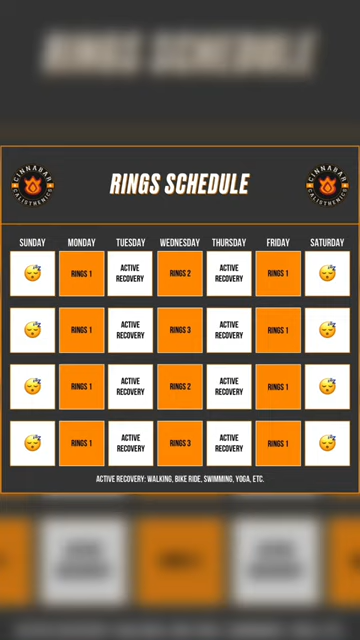 RINGS SCHEDULE
CINNABAR
CALISTHENICS
RINGS SCHEDULE
CINNABAR
CALISTHENICS
SUNDAY MONDAY TUESDAY WEDNESDAY THURSDAY FRIDAY SATURDAY
RINGS 1 ACTIVE RECOVERY RINGS 2 ACTIVE RECOVERY RINGS 1
RINGS 1 ACTIVE RECOVERY RINGS 3 ACTIVE RECOVERY RINGS 1
RINGS 1 ACTIVE RECOVERY RINGS 2 ACTIVE RECOVERY RINGS 1
RINGS 1 ACTIVE RECOVERY RINGS 3 ACTIVE RECOVERY RINGS 1
ACTIVE RECOVERY: WALKING, BIKE RIDE, SWIMMING, YOGA, ETC.